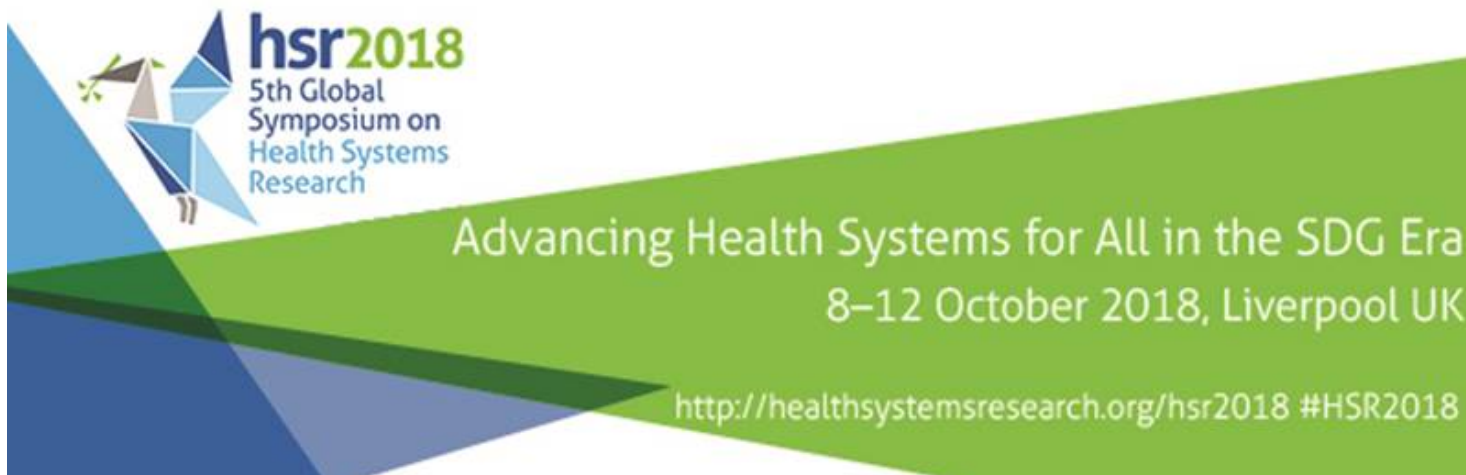 hsr2018
5th Global
Symposium on
Health Systems
Research
Advancing Health Systems for All in the SDG Era
8–12 October 2018, Liverpool UK
http://healthsystemsresearch.org/hsr2018 #HSR2018